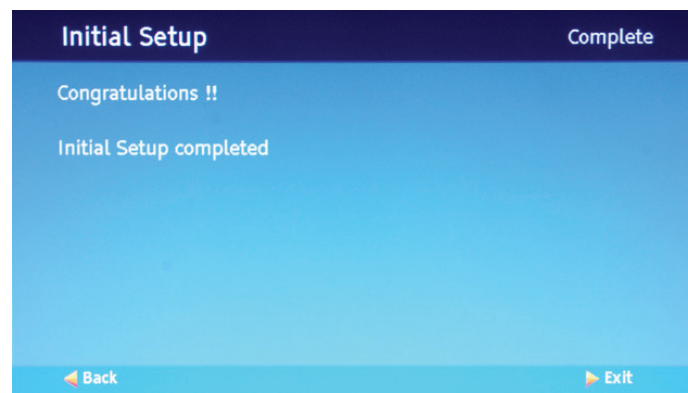 Initial Setup
Complete
Congratulations !!
Initial Setup completed
Back
Exit